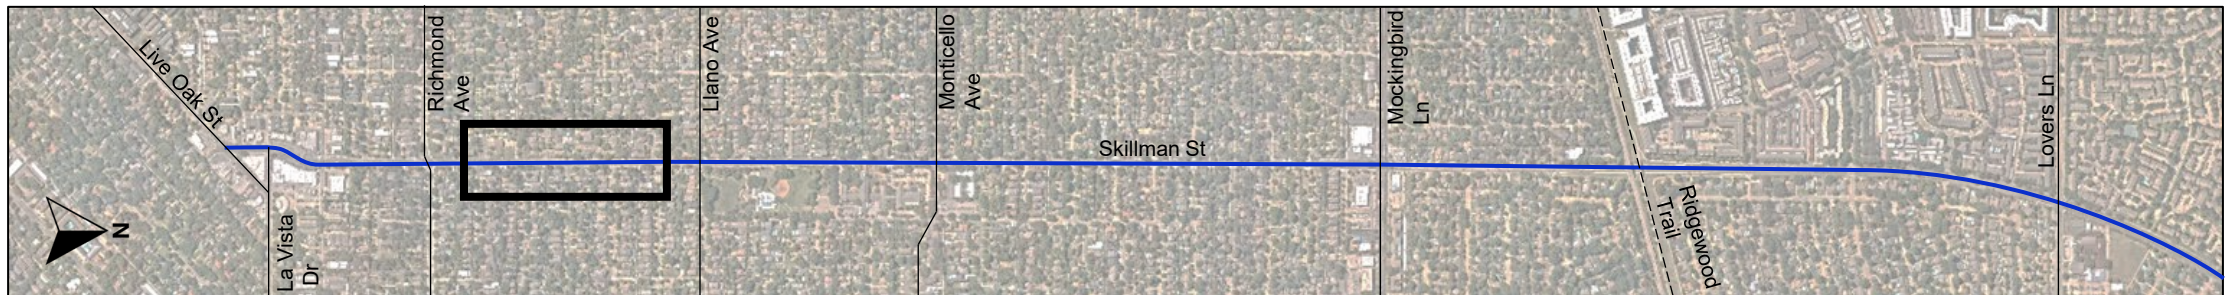 Live Oak St
La Vista
Dr
N
Richmond
Ave
Llano Ave
Monticello
Ave
Skillman St
Mockingbird
Ln
Ridgewood
Trail
Lovers Ln